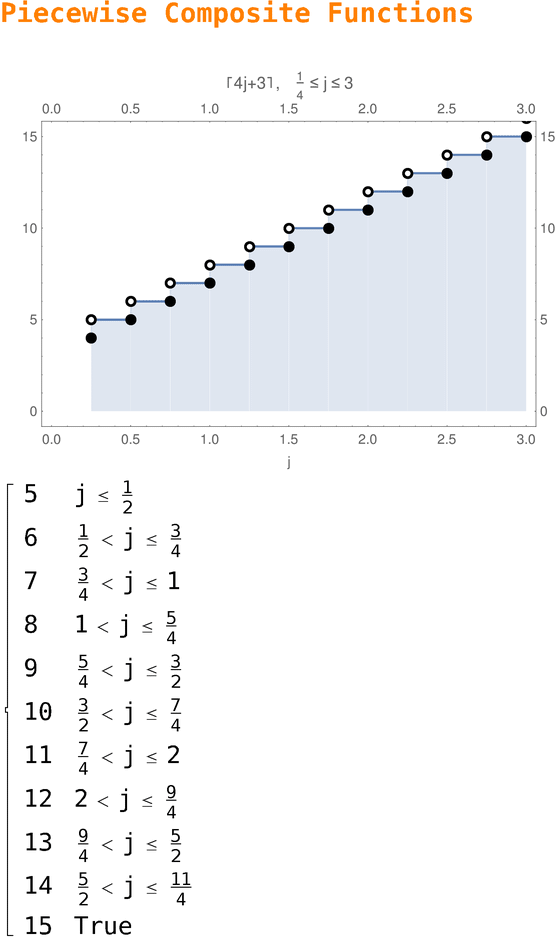 Piecewise Composite Functions
⌈4j+3⌉, 1/4 ≤ j ≤ 3
0.0 0.5 1.0 1.5 2.0 2.5 3.0
15 15
10 10
5 5
0 0
0.0 0.5 1.0 1.5 2.0 2.5 3.0
j
5 j ≤ 1/2
6 1/2 < j ≤ 3/4
7 3/4 < j ≤ 1
8 1 < j ≤ 5/4
9 5/4 < j ≤ 3/2
10 3/2 < j ≤ 7/4
11 7/4 < j ≤ 2
12 2 < j ≤ 9/4
13 9/4 < j ≤ 5/2
14 5/2 < j ≤ 11/4
15 True